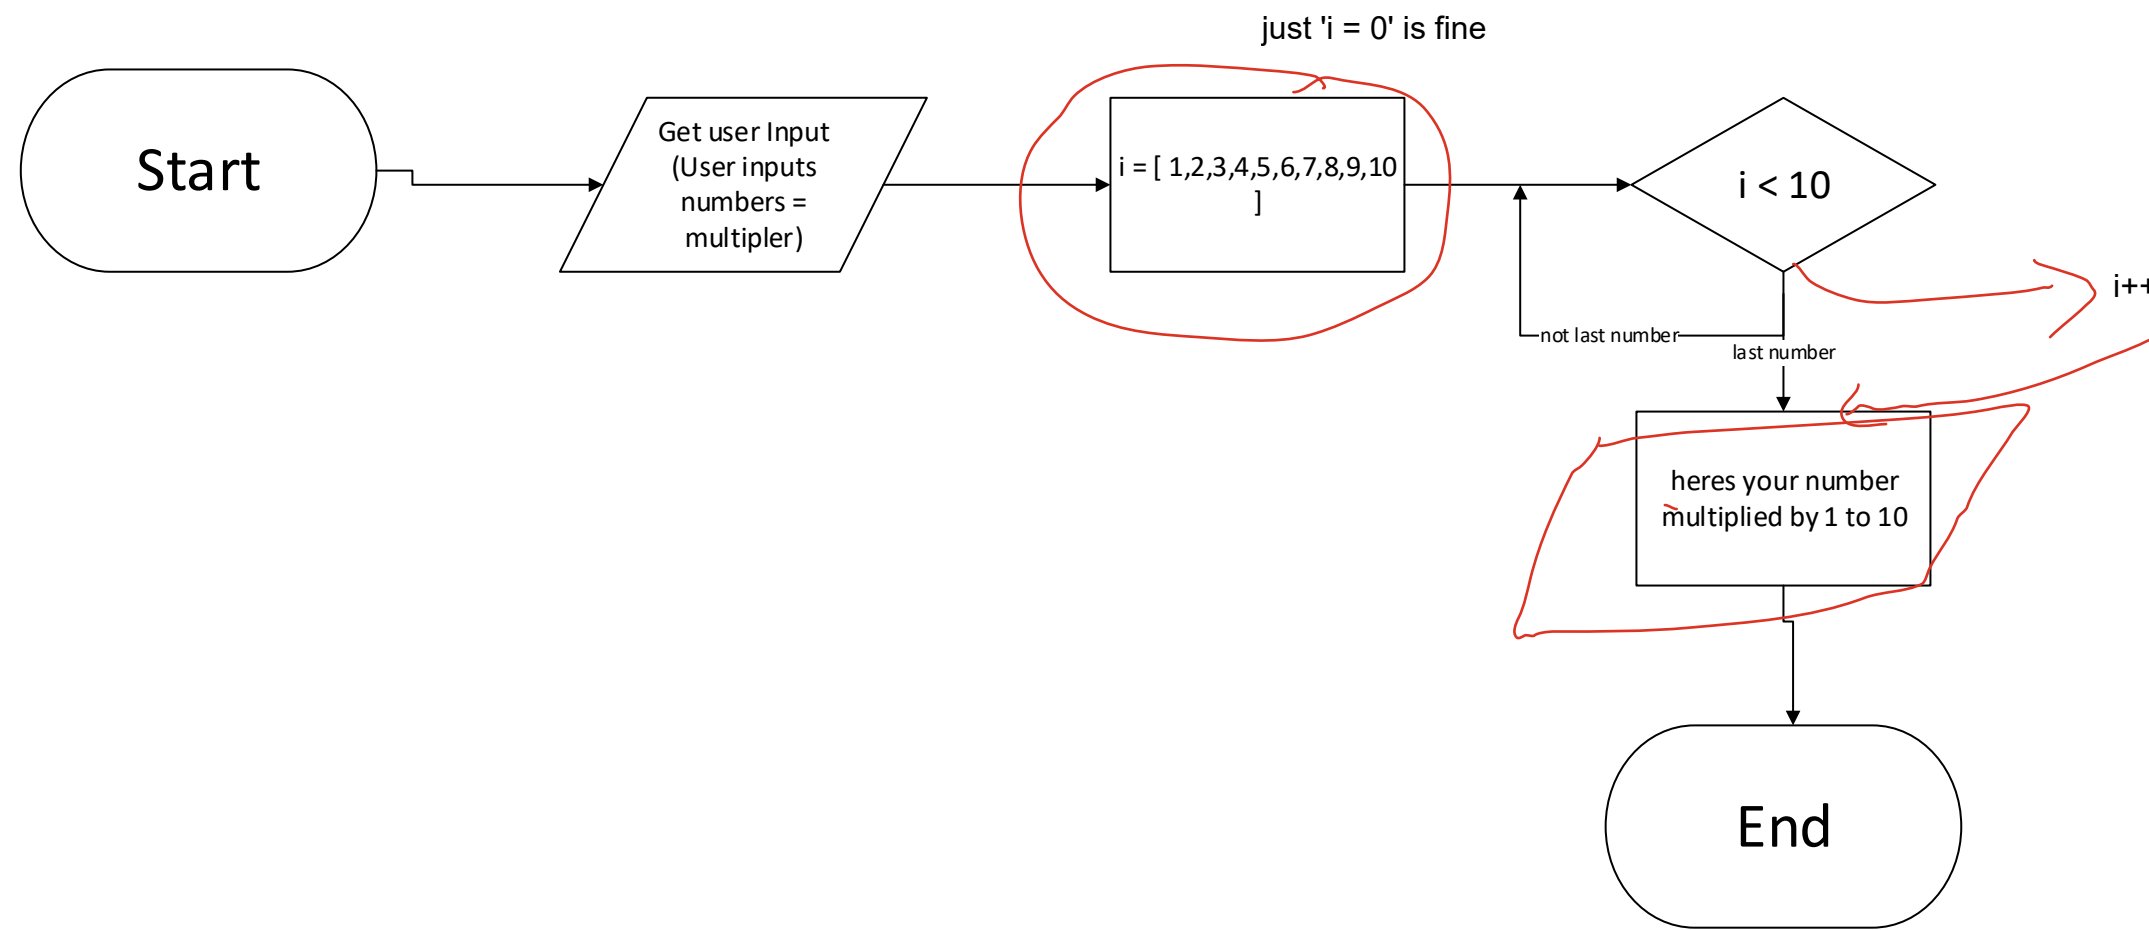 just 'i = 0' is fine
Start
Get user Input
(User inputs
numbers =
multipler)
i = [ 1,2,3,4,5,6,7,8,9,10
]
i < 10
i++
not last number
last number
heres your number
multiplied by 1 to 10
End